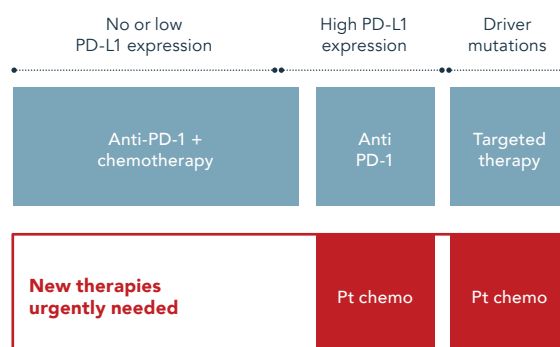 No or low
PD-L1 expression
High PD-L1
expression
Driver
mutations
Anti-PD-1 +
chemotherapy
Anti
PD-1
Targeted
therapy
New therapies
urgently needed
Pt chemo
Pt chemo